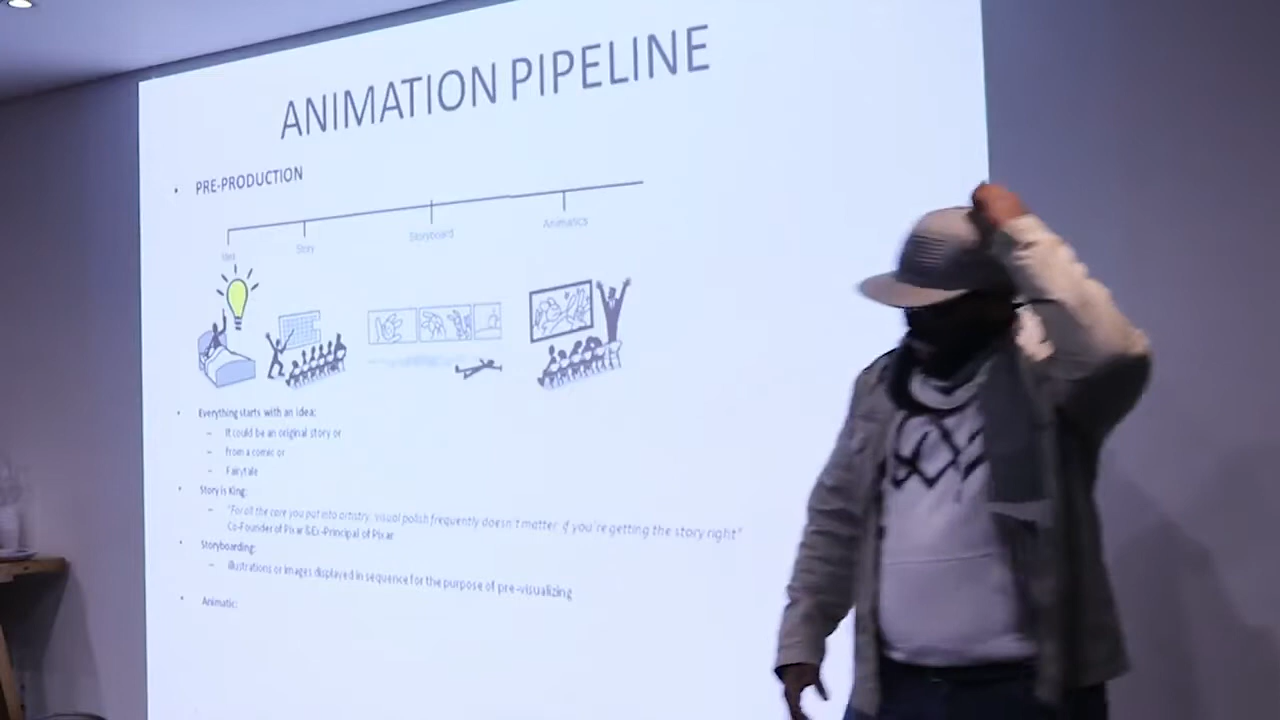 ANIMATION PIPELINE
• PRE-PRODUCTION
Idea
Story
Storyboard
Animatics
• Everything starts with an idea;
– It could be an original story or
– from a comic or
– Fairytale
• Story is King:
– "For all the care you put into artistry, visual polish frequently doesn't matter if you're getting the story right"
Co-Founder of Pixar & Ex-Principal of Pixar
• Storyboarding:
– illustrations or images displayed in sequence for the purpose of pre-visualizing
• Animatic: